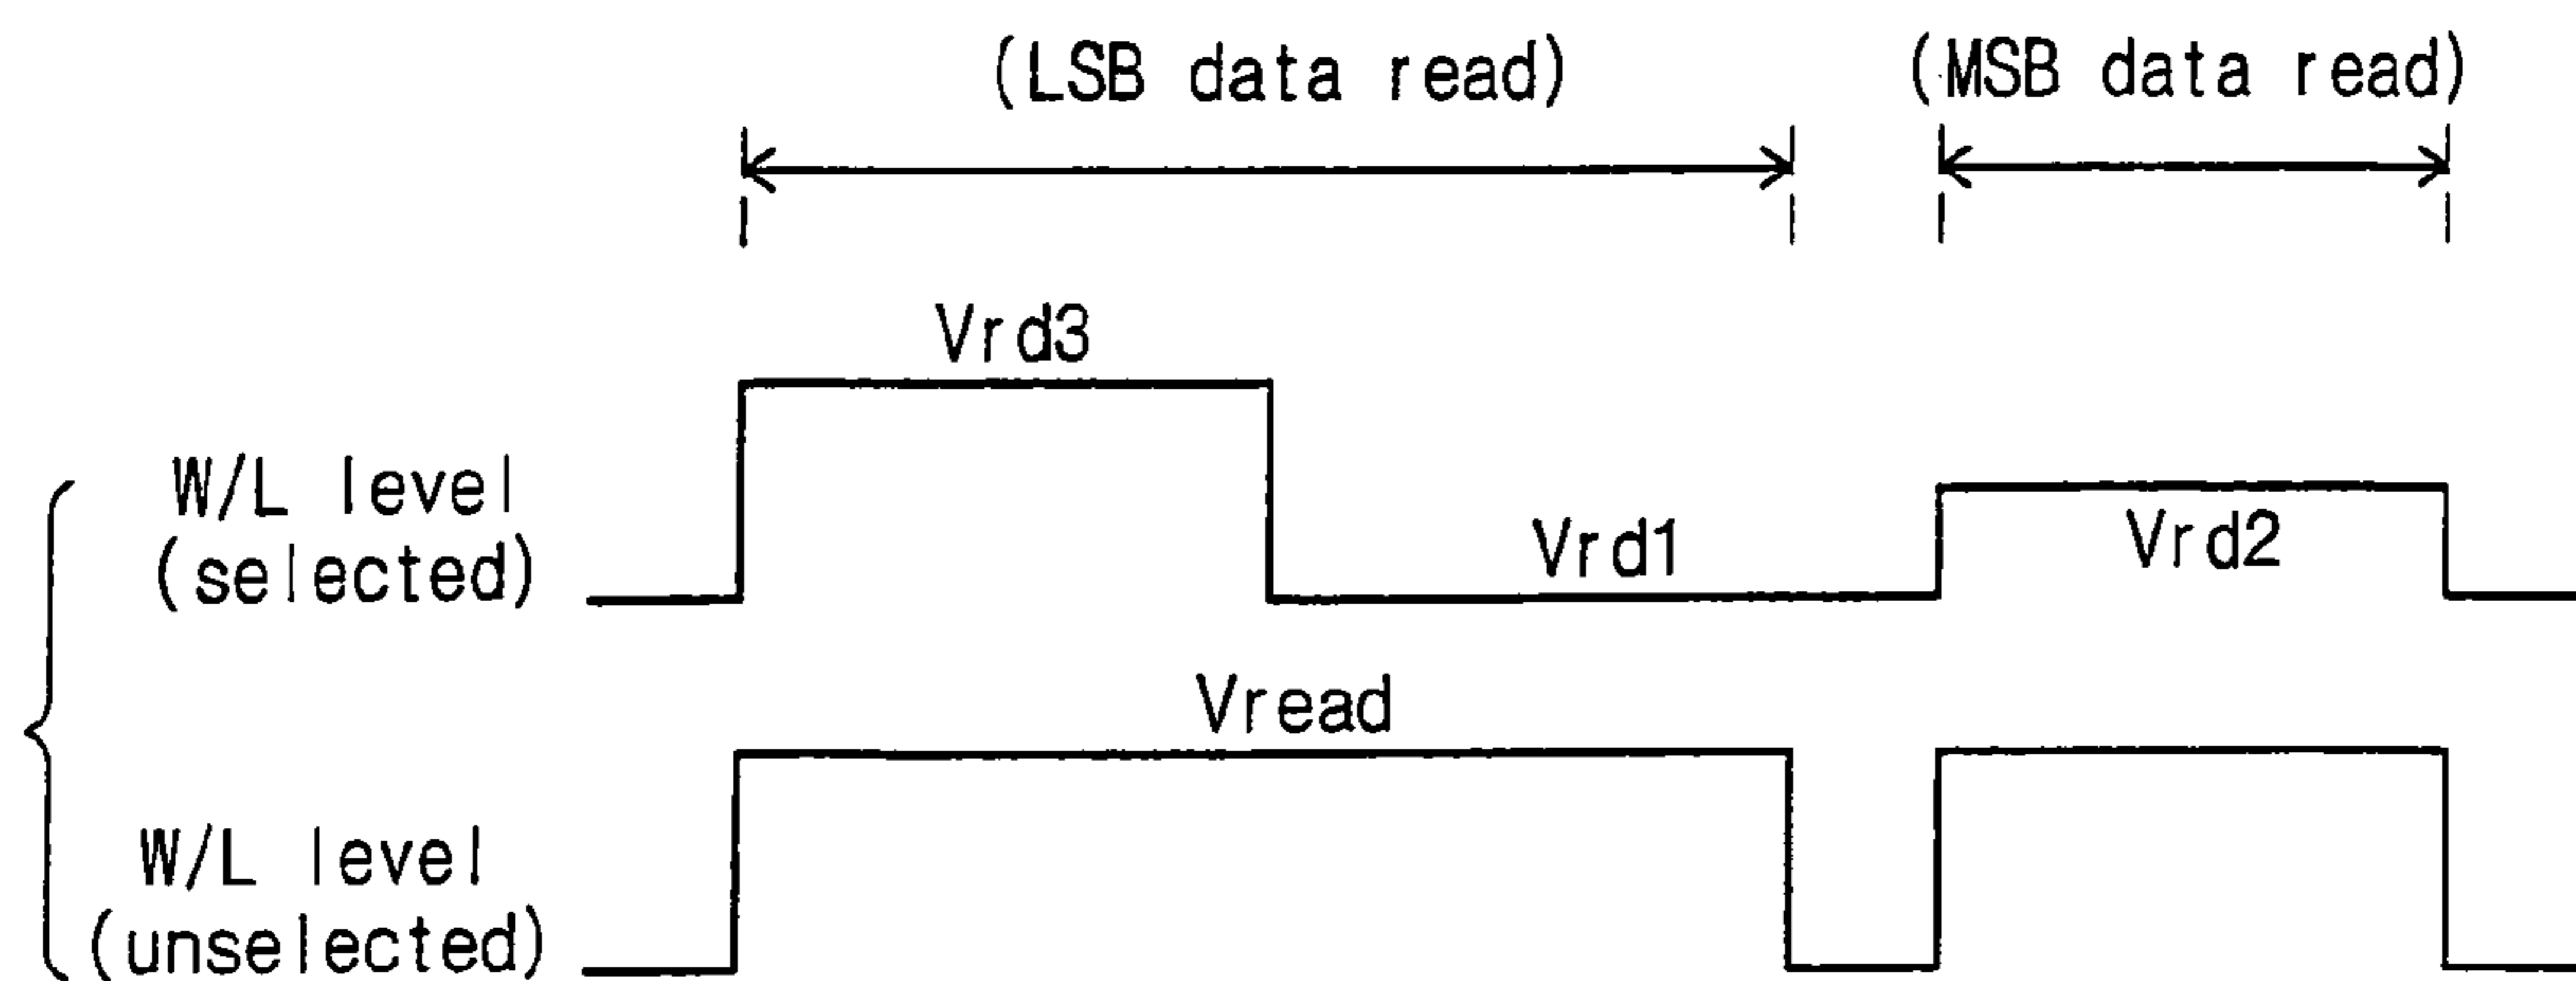 (LSB data read) (MSB data read)
Vrd3
W/L level
(selected)
Vrd1
Vrd2
Vread
W/L level
(unselected)